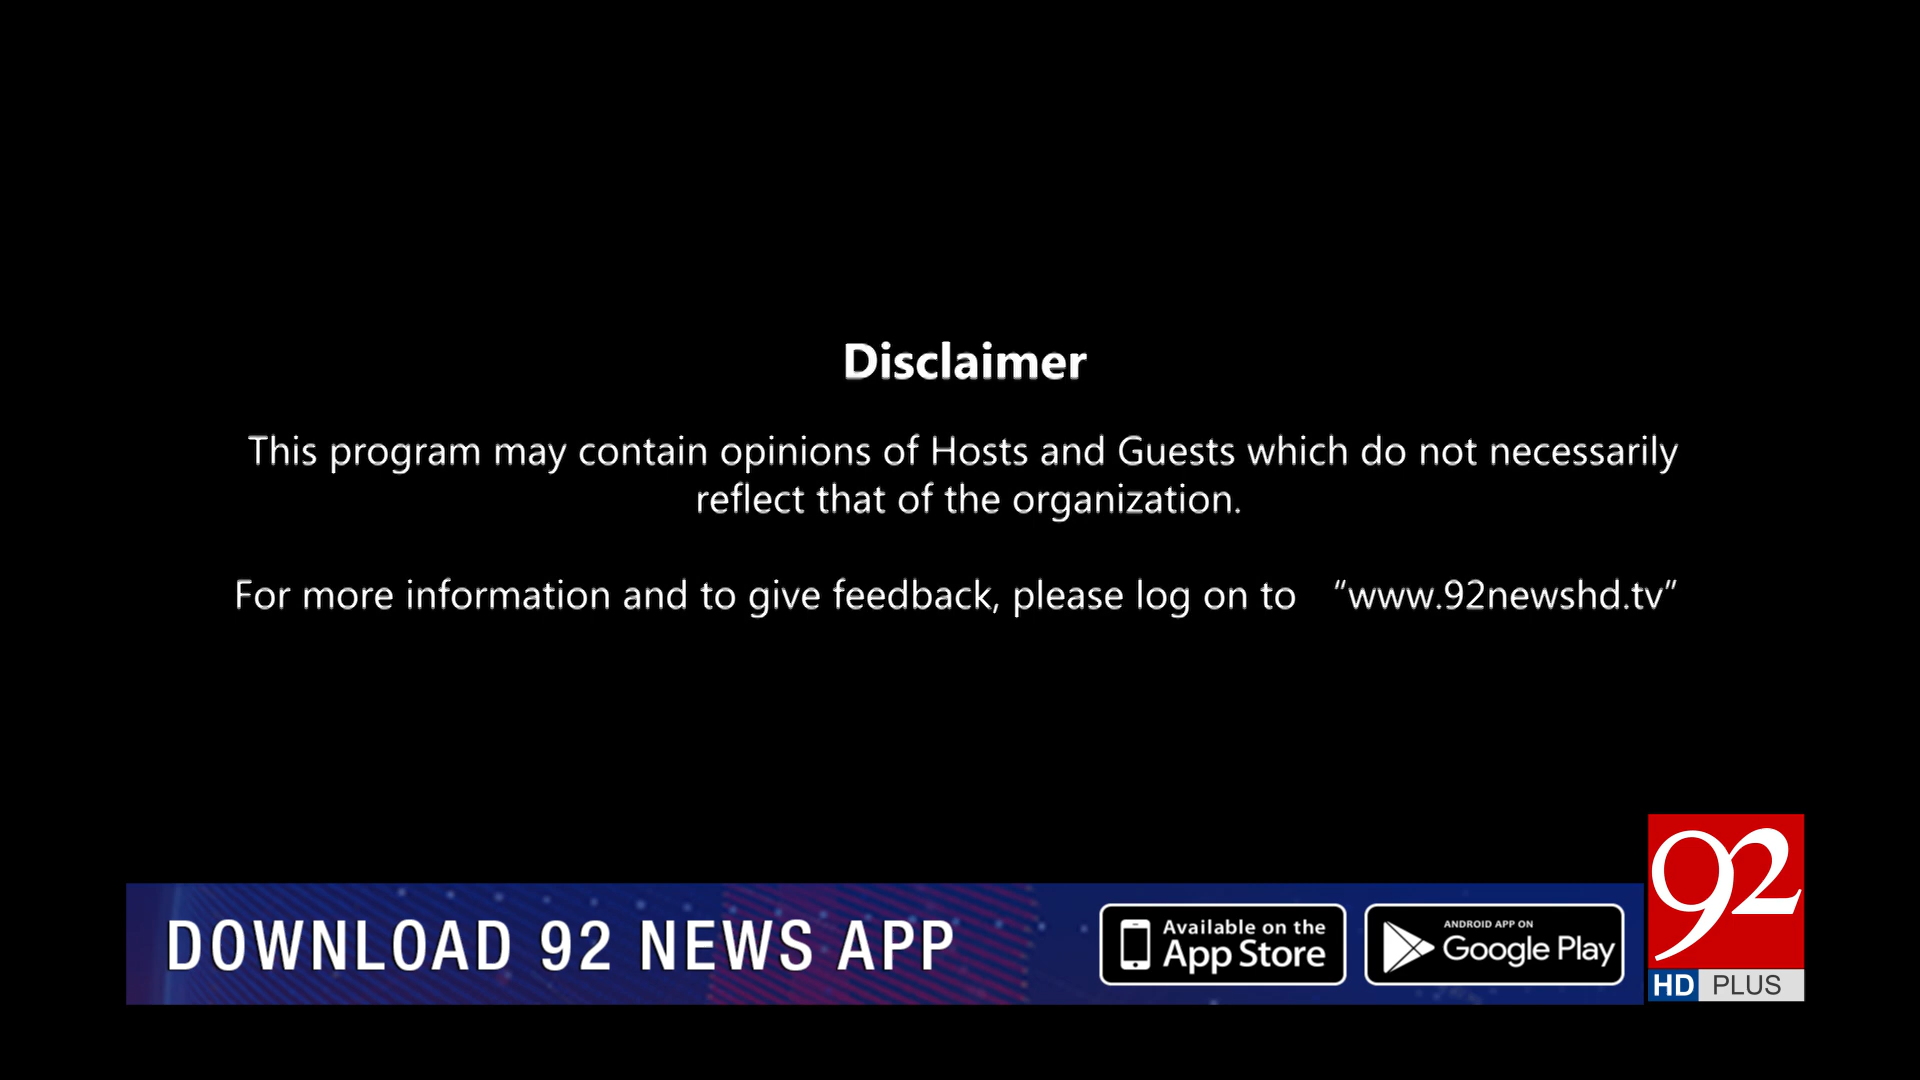 Disclaimer
This program may contain opinions of Hosts and Guests which do not necessarily
reflect that of the organization.
For more information and to give feedback, please log on to “www.92newshd.tv”
DOWNLOAD 92 NEWS APP
Available on the
App Store
ANDROID APP ON
Google Play
92
HD PLUS